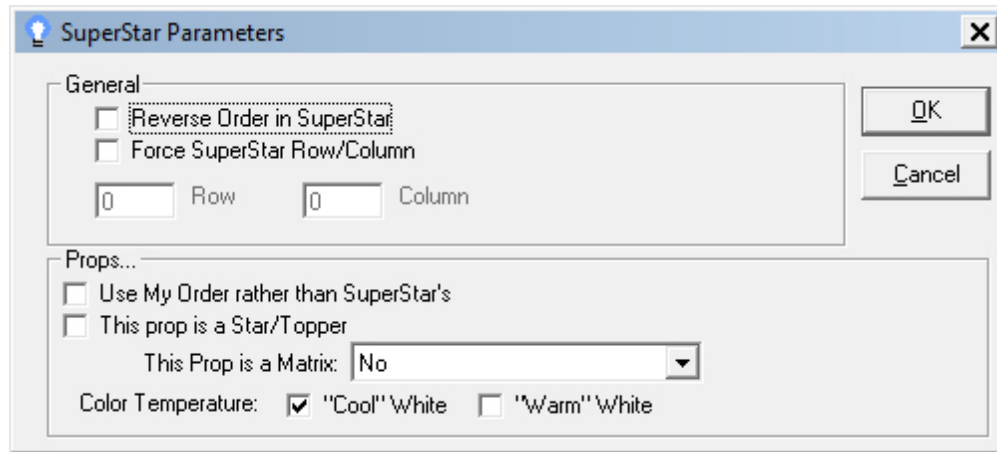 SuperStar Parameters
General
Reverse Order in SuperStar
Force SuperStar Row/Column
0 Row 0 Column
OK
Cancel
Props...
Use My Order rather than SuperStar's
This prop is a Star/Topper
This Prop is a Matrix: No
Color Temperature: "Cool" White "Warm" White